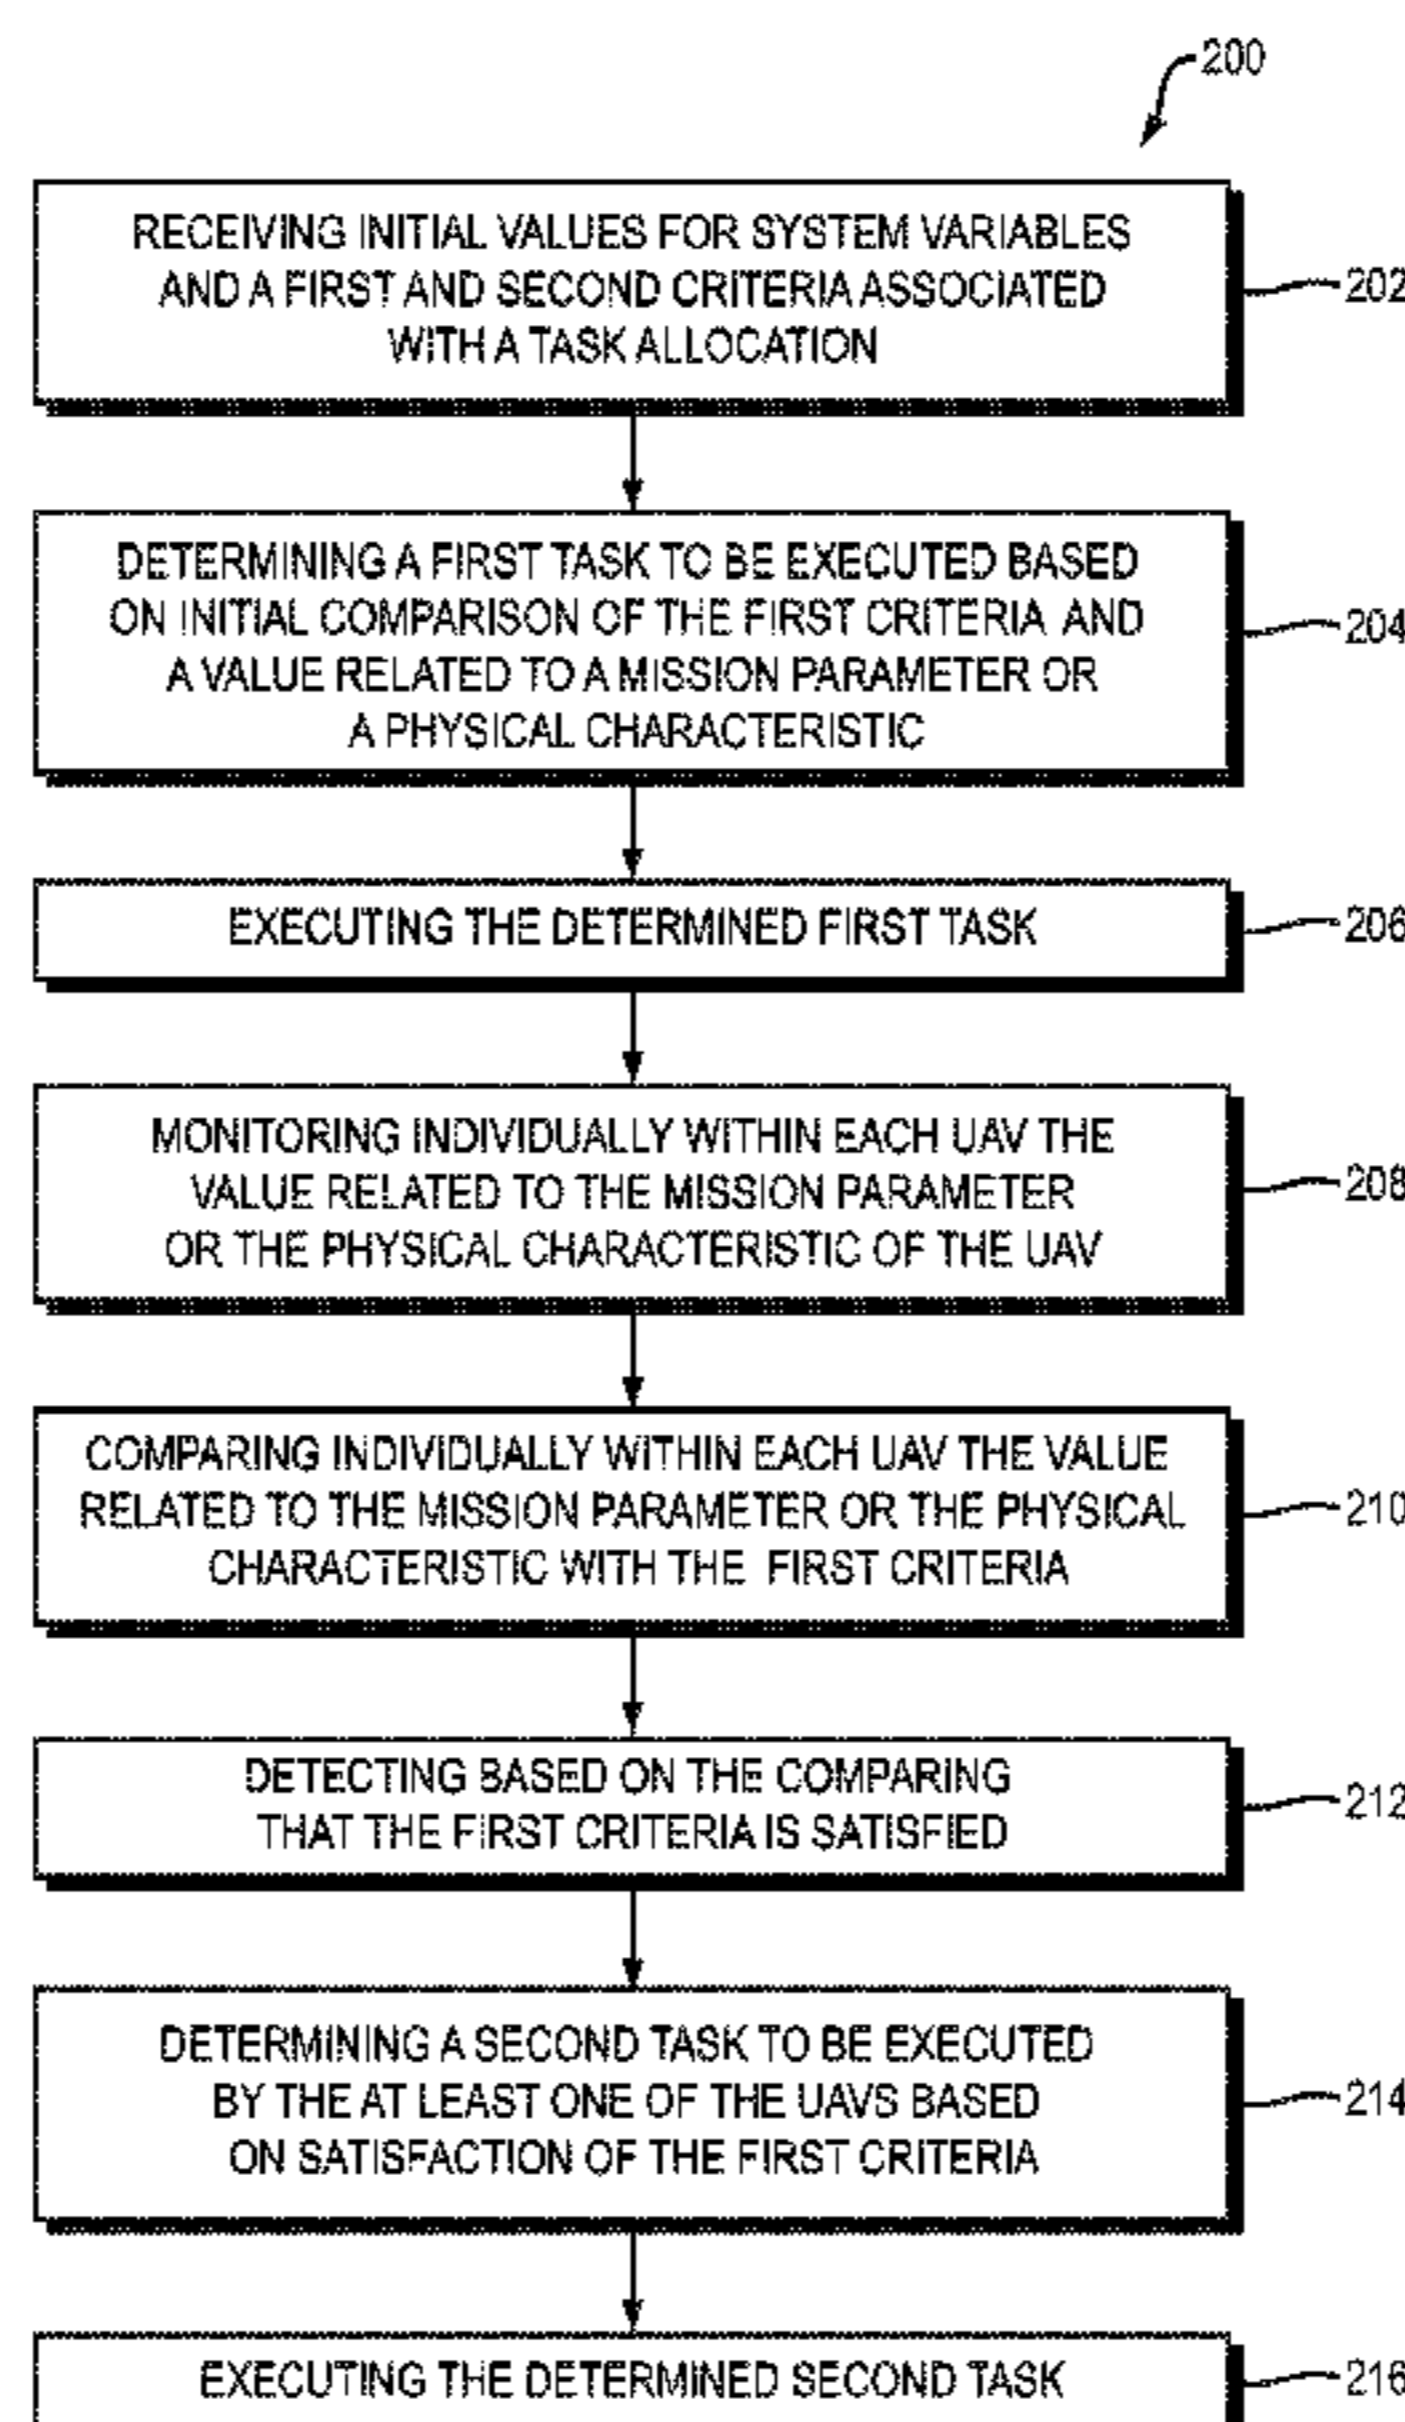 200
RECEIVING INITIAL VALUES FOR SYSTEM VARIABLES
AND A FIRST AND SECOND CRITERIA ASSOCIATED
WITH A TASK ALLOCATION
202
DETERMINING A FIRST TASK TO BE EXECUTED BASED
ON INITIAL COMPARISON OF THE FIRST CRITERIA AND
A VALUE RELATED TO A MISSION PARAMETER OR
A PHYSICAL CHARACTERISTIC
204
EXECUTING THE DETERMINED FIRST TASK
206
MONITORING INDIVIDUALLY WITHIN EACH UAV THE
VALUE RELATED TO THE MISSION PARAMETER
OR THE PHYSICAL CHARACTERISTIC OF THE UAV
208
COMPARING INDIVIDUALLY WITHIN EACH UAV THE VALUE
RELATED TO THE MISSION PARAMETER OR THE PHYSICAL
CHARACTERISTIC WITH THE FIRST CRITERIA
210
DETECTING BASED ON THE COMPARING
THAT THE FIRST CRITERIA IS SATISFIED
212
DETERMINING A SECOND TASK TO BE EXECUTED
BY THE AT LEAST ONE OF THE UAVS BASED
ON SATISFACTION OF THE FIRST CRITERIA
214
EXECUTING THE DETERMINED SECOND TASK
216